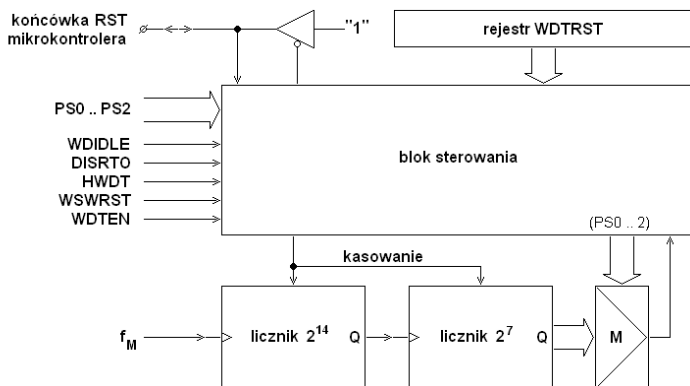 końcówka RST
mikrokontrolera
"1"
rejestr WDTRST
PS0 .. PS2
WDIDLE
DISRTO
HWDT
WSWRST
WDTEN
blok sterowania
(PS0 .. 2)
kasowanie
f_M
licznik 2^14 Q
licznik 2^7 Q
M